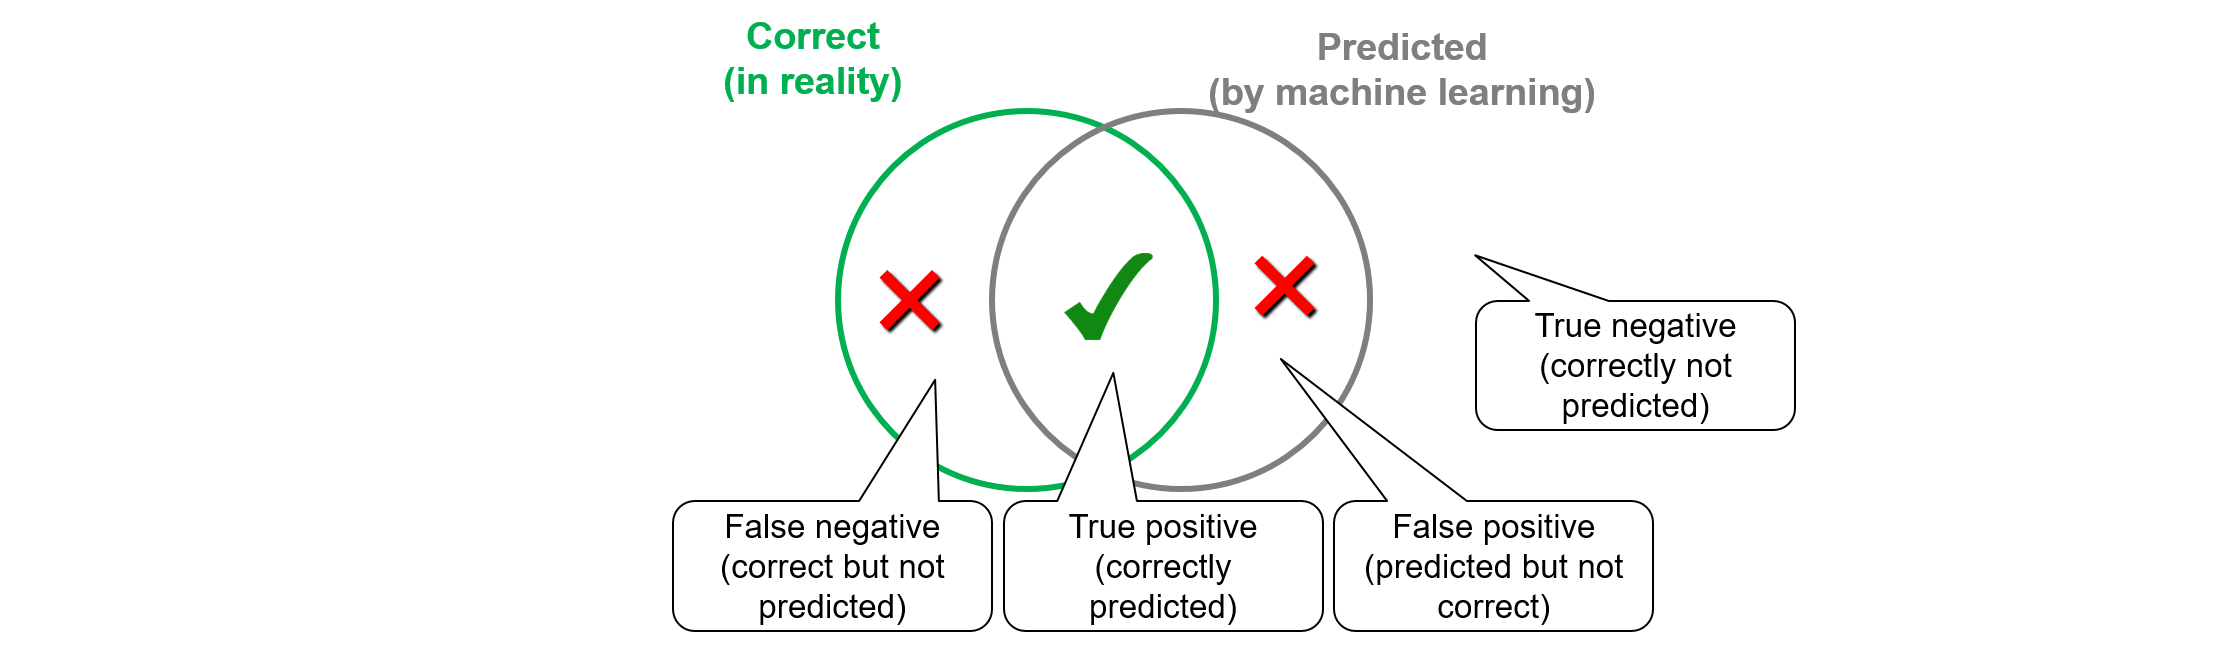 Correct
(in reality)
Predicted
(by machine learning)
True negative
(correctly not
predicted)
False negative
(correct but not
predicted)
True positive
(correctly
predicted)
False positive
(predicted but not
correct)